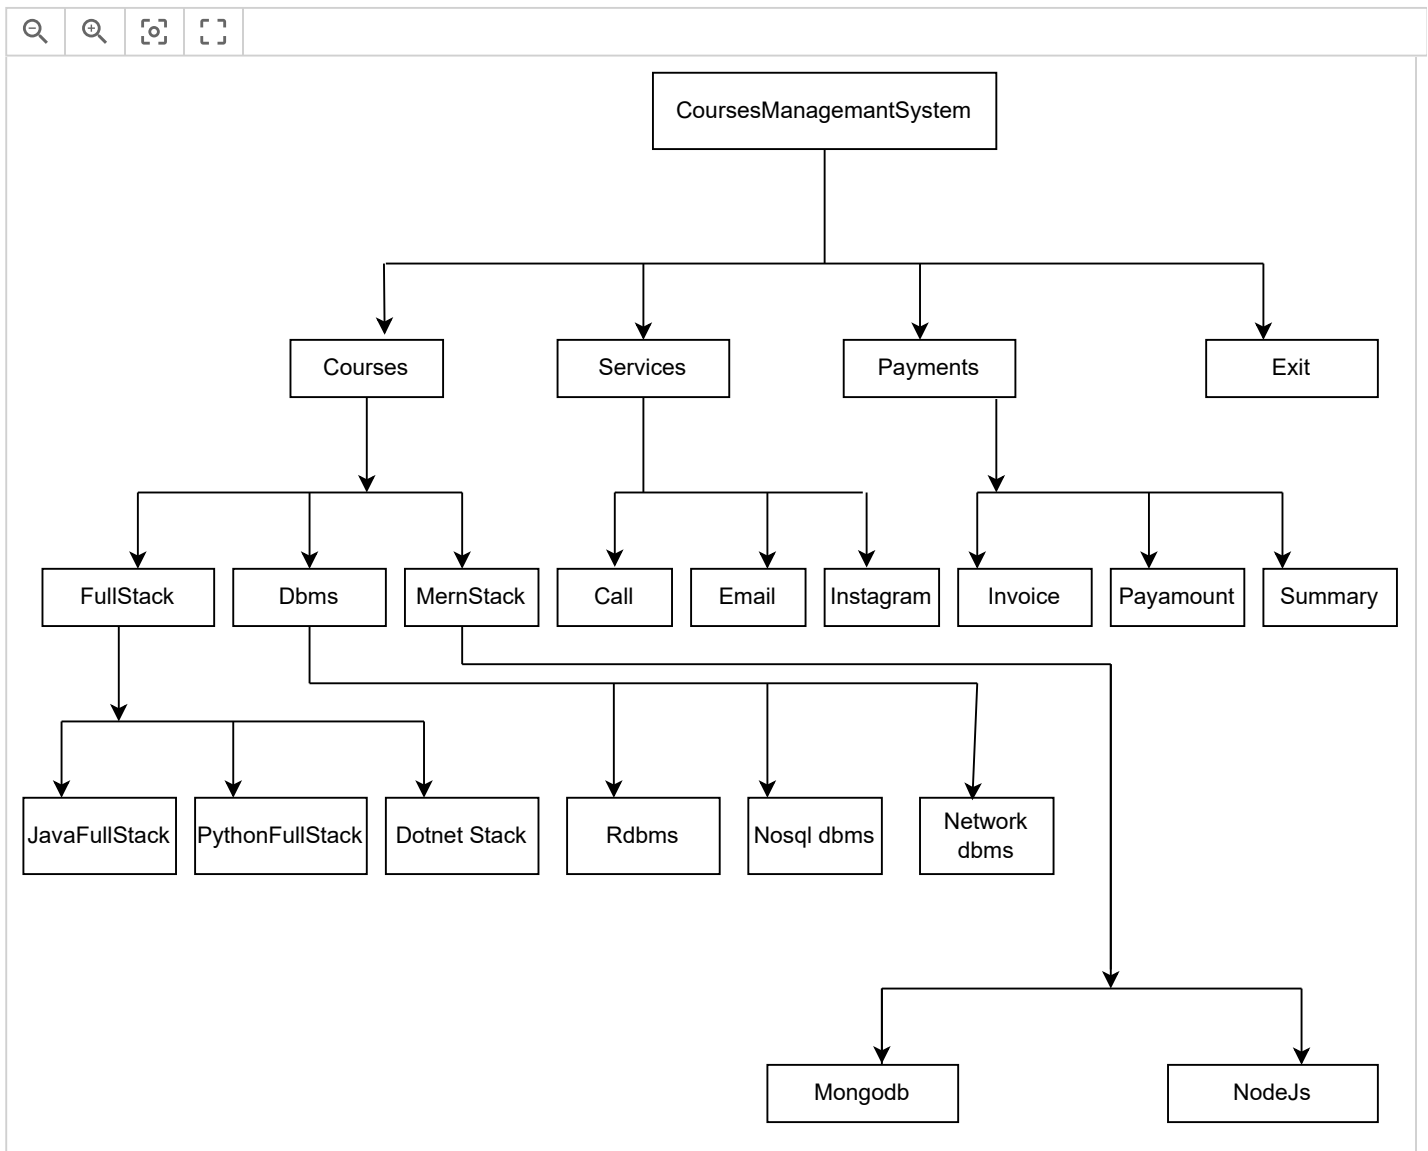 CoursesManagemantSystem
Courses
Services
Payments
Exit
FullStack
Dbms
MernStack
Call
Email
Instagram
Invoice
Payamount
Summary
JavaFullStack
PythonFullStack
Dotnet Stack
Rdbms
Nosql dbms
Network
dbms
Mongodb
NodeJs